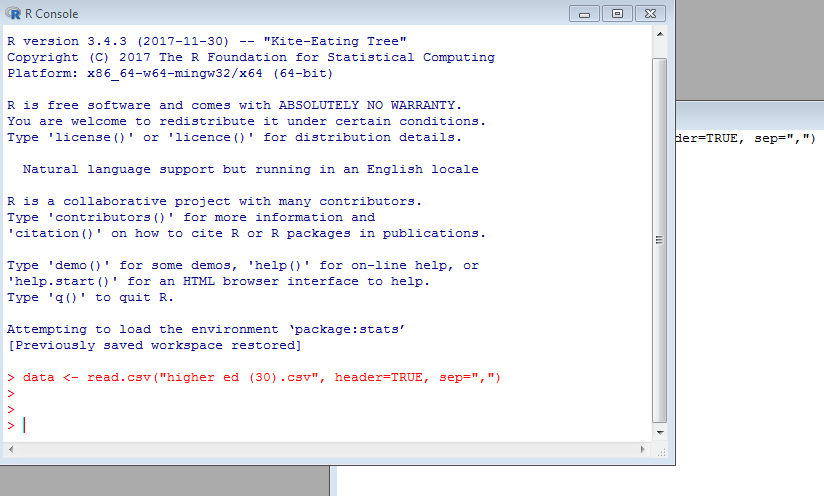 R Console
R version 3.4.3 (2017-11-30) -- "Kite-Eating Tree"
Copyright (C) 2017 The R Foundation for Statistical Computing
Platform: x86_64-w64-mingw32/x64 (64-bit)
R is free software and comes with ABSOLUTELY NO WARRANTY.
You are welcome to redistribute it under certain conditions.
Type 'license()' or 'licence()' for distribution details.
Natural language support but running in an English locale
R is a collaborative project with many contributors.
Type 'contributors()' for more information and
'citation()' on how to cite R or R packages in publications.
Type 'demo()' for some demos, 'help()' for on-line help, or
'help.start()' for an HTML browser interface to help.
Type 'q()' to quit R.
Attempting to load the environment ‘package:stats’
[Previously saved workspace restored]
> data <- read.csv("higher ed (30).csv", header=TRUE, sep=",")
>
>
>
der=TRUE, sep=",")